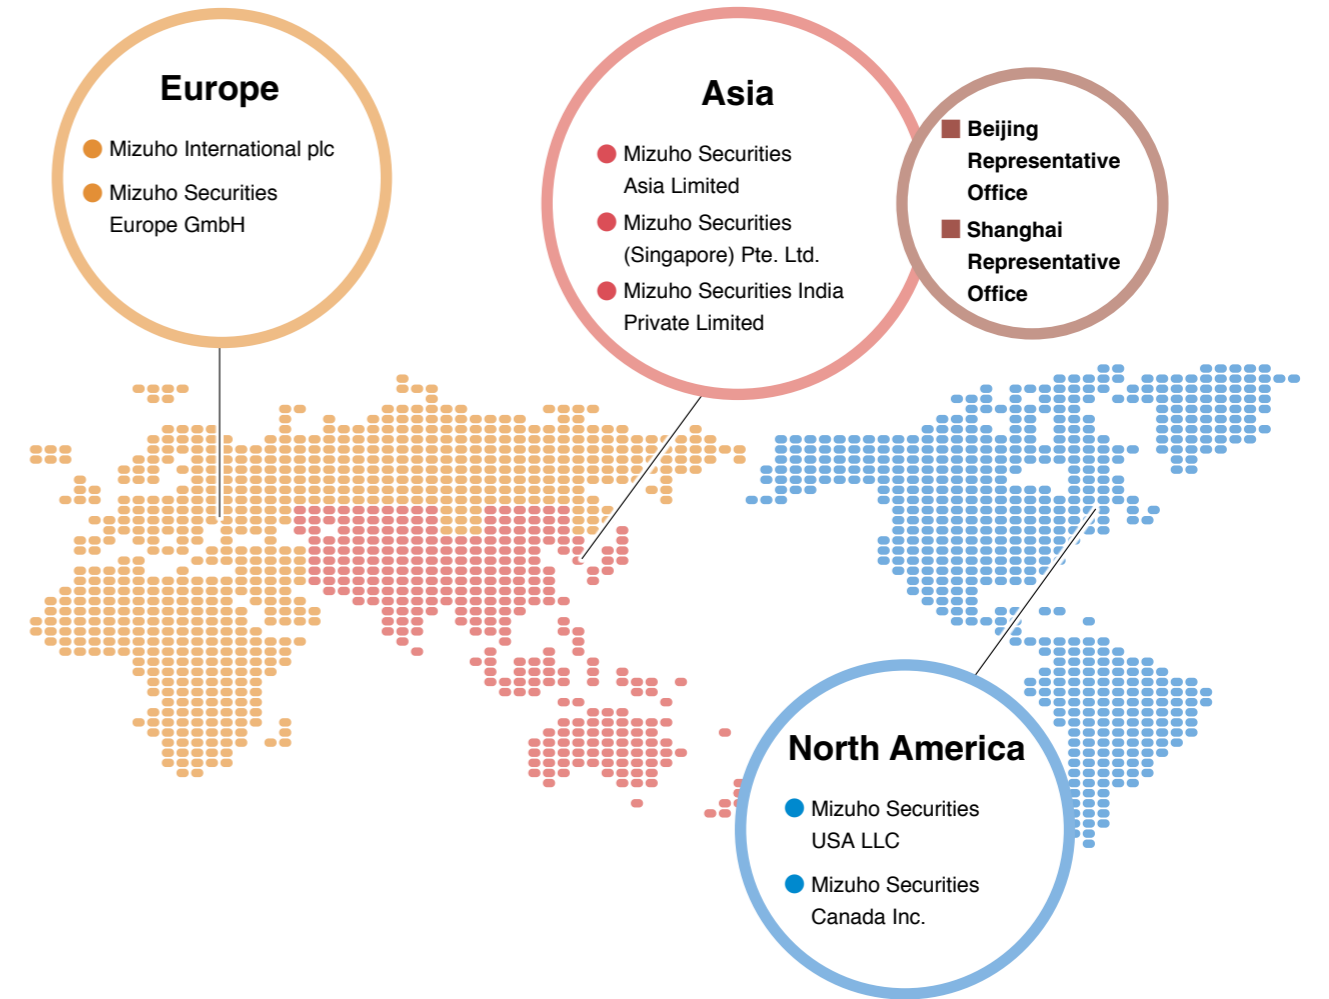 Europe
Mizuho International plc
Mizuho Securities
Europe GmbH
Asia
Mizuho Securities
Asia Limited
Mizuho Securities
(Singapore) Pte. Ltd.
Mizuho Securities India
Private Limited
Beijing
Representative
Office
Shanghai
Representative
Office
North America
Mizuho Securities
USA LLC
Mizuho Securities
Canada Inc.